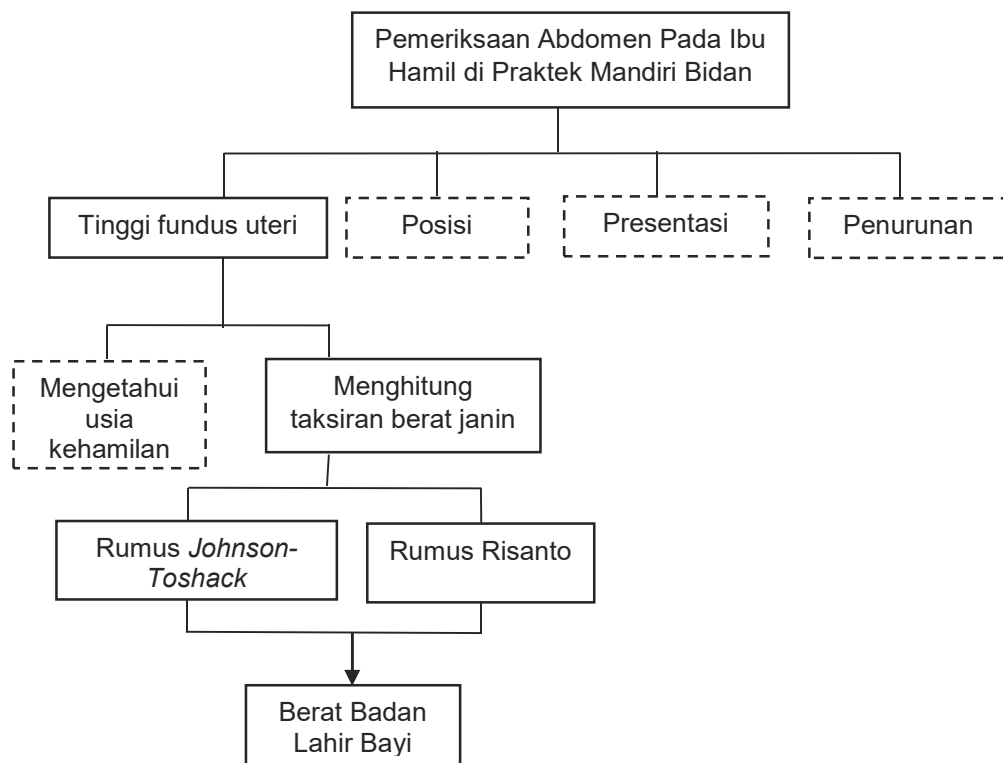 Pemeriksaan Abdomen Pada Ibu
Hamil di Praktek Mandiri Bidan
Tinggi fundus uteri
Posisi
Presentasi
Penurunan
Mengetahui
usia
kehamilan
Menghitung
taksiran berat janin
Rumus Johnson-
Toshack
Rumus Risanto
Berat Badan
Lahir Bayi